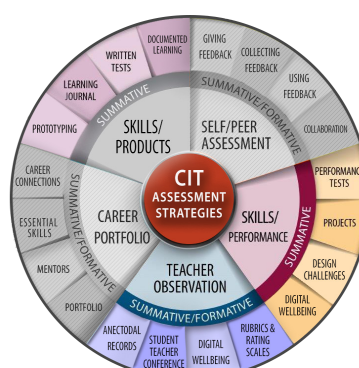 CIT
ASSESSMENT
STRATEGIES
SKILLS/
PRODUCTS
SUMMATIVE
PROTOTYPING
LEARNING
JOURNAL
WRITTEN
TESTS
DOCUMENTED
LEARNING
SELF/PEER
ASSESSMENT
SUMMATIVE/FORMATIVE
GIVING
FEEDBACK
COLLECTING
FEEDBACK
USING
FEEDBACK
COLLABORATION
SKILLS/
PERFORMANCE
SUMMATIVE
PERFORMANC
TESTS
PROJECTS
DESIGN
CHALLENGES
DIGITAL
WELLBEING
TEACHER
OBSERVATION
SUMMATIVE/FORMATIVE
RUBRICS &
RATING
SCALES
DIGITAL
WELLBEING
STUDENT
TEACHER
CONFERENCE
ANECTODAL
RECORDS
CAREER
PORTFOLIO
SUMMATIVE/FORMATIVE
PORTFOLIO
MENTORS
ESSENTIAL
SKILLS
CAREER
CONNECTIONS